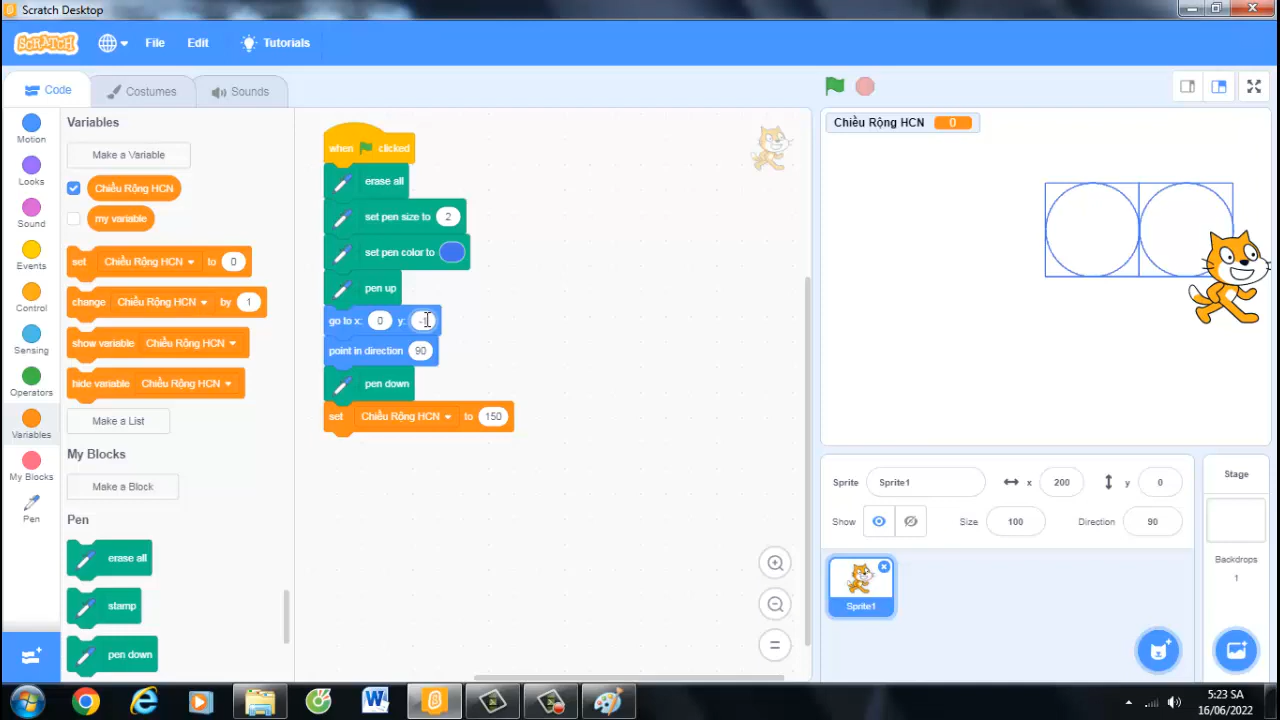 Scratch Desktop
SCRATCH
File
Edit
Tutorials
Code
Costumes
Sounds
Motion
Looks
Sound
Events
Control
Sensing
Operators
Variables
My Blocks
Pen
Variables
Make a Variable
Chiều Rộng HCN
my variable
set Chiều Rộng HCN to 0
change Chiều Rộng HCN by 1
show variable Chiều Rộng HCN
hide variable Chiều Rộng HCN
Make a List
My Blocks
Make a Block
Pen
erase all
stamp
pen down
when clicked
erase all
set pen size to 2
set pen color to
pen up
go to x: 0 y: -1
point in direction 90
pen down
set Chiều Rộng HCN to 150
Chiều Rộng HCN 0
Sprite
Sprite1
x 200
y 0
Show
Size 100
Direction 90
Sprite1
Stage
Backdrops
1
5:23 SA
16/06/2022